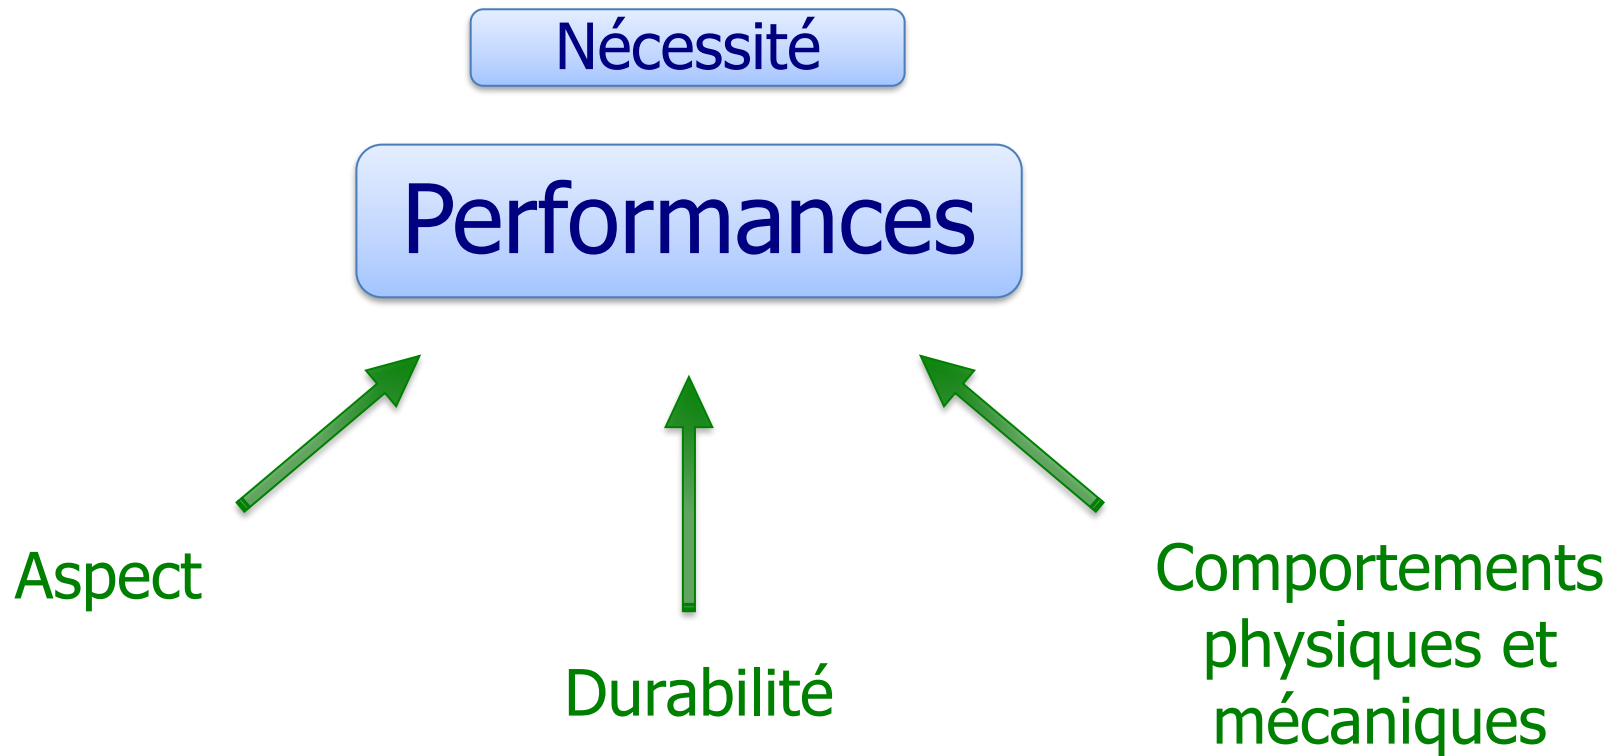 Nécessité
Performances
Aspect
Durabilité
Comportements
physiques et
mécaniques